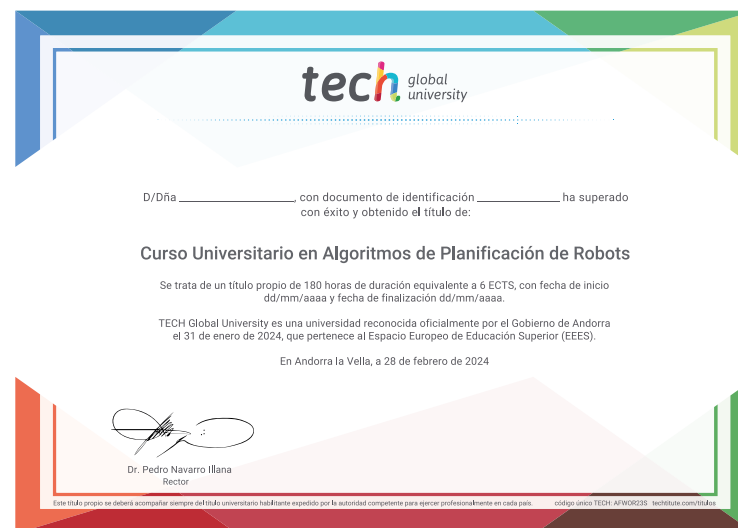 tech global university
D/Dña ____________________, con documento de identificación ______________ ha superado
con éxito y obtenido el título de:
Curso Universitario en Algoritmos de Planificación de Robots
Se trata de un título propio de 180 horas de duración equivalente a 6 ECTS, con fecha de inicio
dd/mm/aaaa y fecha de finalización dd/mm/aaaa.
TECH Global University es una universidad reconocida oficialmente por el Gobierno de Andorra
el 31 de enero de 2024, que pertenece al Espacio Europeo de Educación Superior (EEES).
En Andorra la Vella, a 28 de febrero de 2024
Dr. Pedro Navarro Illana
Rector
Este título propio se deberá acompañar siempre del título universitario habilitante expedido por la autoridad competente para ejercer profesionalmente en cada país. código único TECH: AFWOR23S techtitute.com/titulos